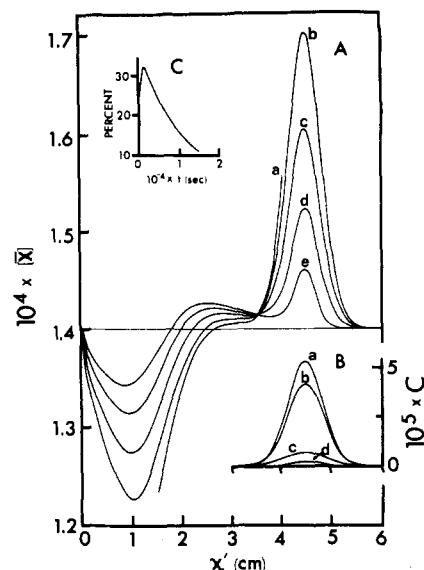 1.7
1.6
1.5
1.4
1.3
1.2
10⁴ × [X̄]
0 1 2 3 4 5 6
χ' (cm)
A
a
b
c
d
e
C
30
20
10
PERCENT
0 1 2
10⁻⁴ × t (sec)
B
a
b
c
d
5
0
10⁵ × C